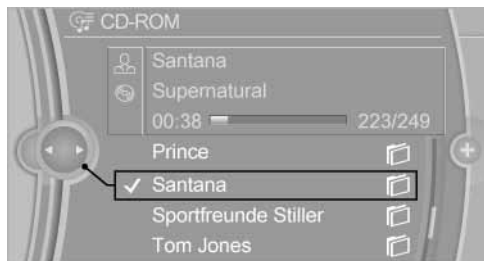 CD-ROM
Santana
Supernatural
00:38 223/249
Prince
Santana
Sportfreunde Stiller
Tom Jones